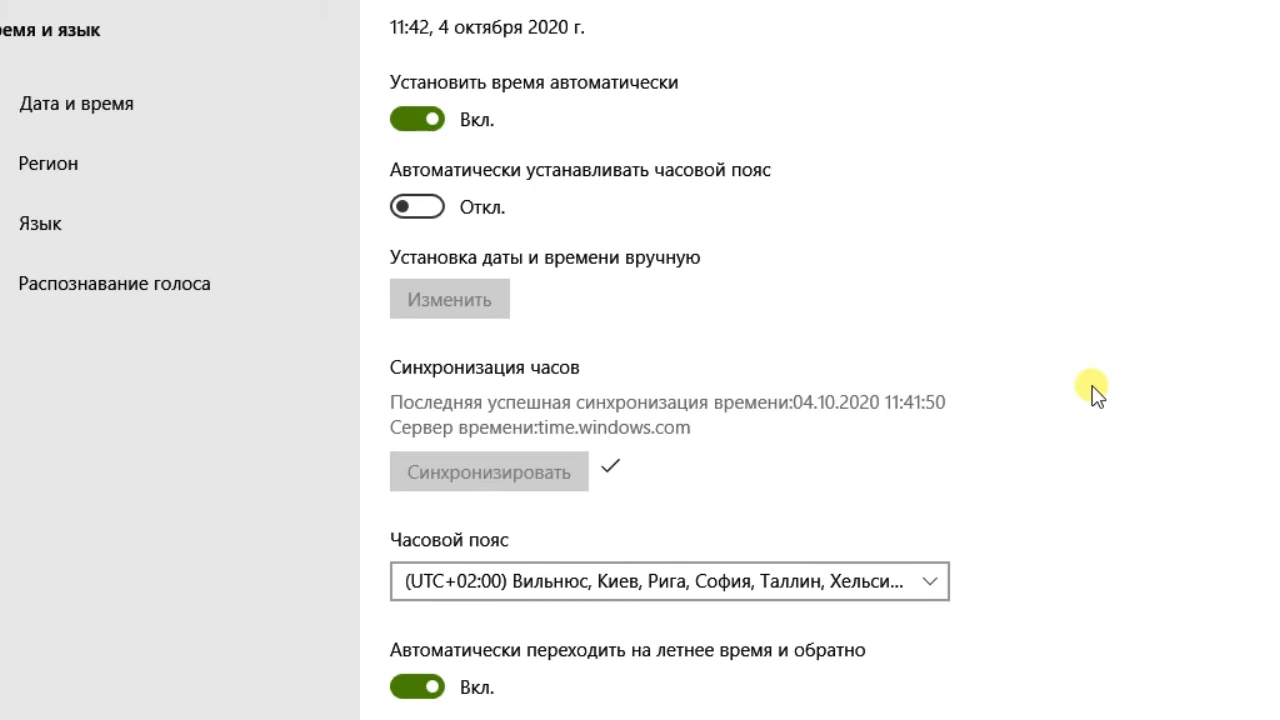 емя и язык
Дата и время
Регион
Язык
Распознавание голоса
11:42, 4 октября 2020 г.
Установить время автоматически
Вкл.
Автоматически устанавливать часовой пояс
Откл.
Установка даты и времени вручную
Изменить
Синхронизация часов
Последняя успешная синхронизация времени:04.10.2020 11:41:50
Сервер времени:time.windows.com
Синхронизировать
Часовой пояс
(UTC+02:00) Вильнюс, Киев, Рига, София, Таллин, Хельси...
Автоматически переходить на летнее время и обратно
Вкл.